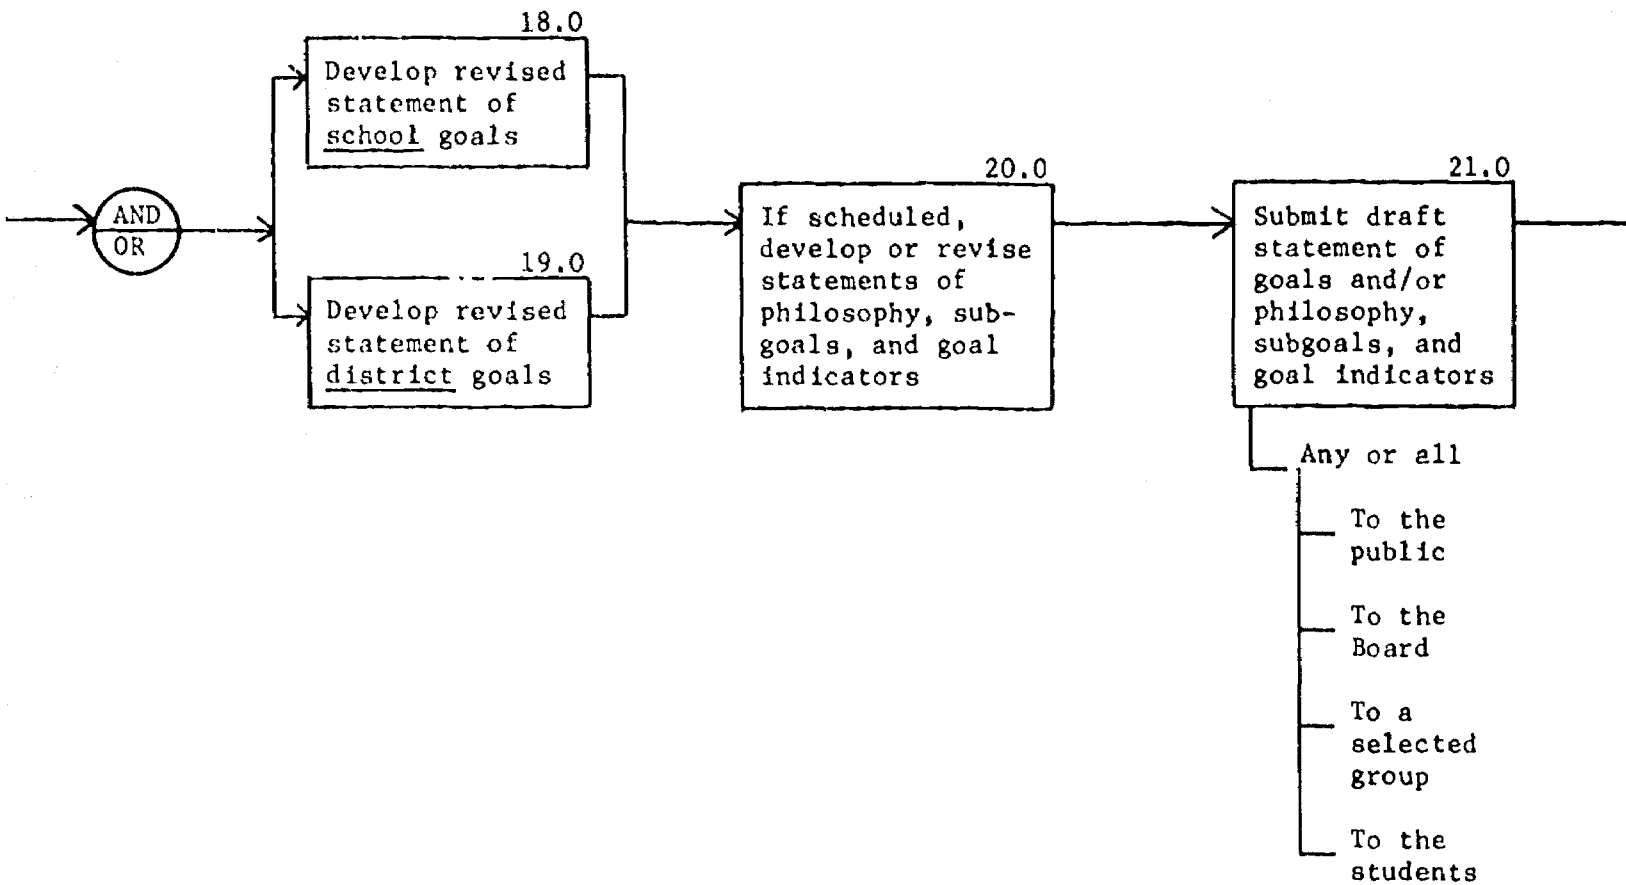 18.0
Develop revised
statement of
school goals
AND
OR
19.0
Develop revised
statement of
district goals
20.0
If scheduled,
develop or revise
statements of
philosophy, sub-
goals, and goal
indicators
21.0
Submit draft
statement of
goals and/or
philosophy,
subgoals, and
goal indicators
Any or all
To the
public
To the
Board
To a
selected
group
To the
students